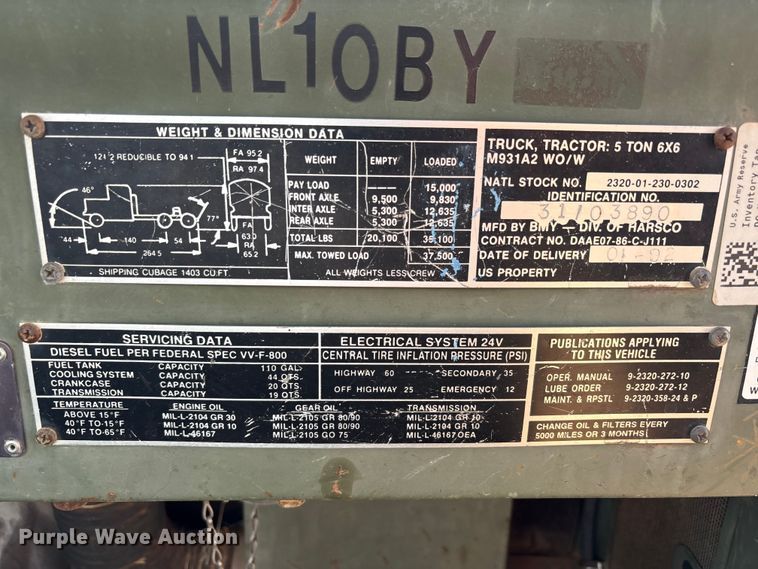 NL10BY
WEIGHT & DIMENSION DATA
121.2 REDUCIBLE TO 94.1
FA 95.2
RA 97.4
46°
77°
FA
63.0
RA
65.2
44
140
54
264.5
SHIPPING CUBAGE 1403 CU.FT.
WEIGHT EMPTY LOADED
PAY LOAD — 15,000
FRONT AXLE 9,500 9,830
INTER AXLE 5,300 12,635
REAR AXLE 5,300 12,635
TOTAL LBS 20,100 35,100
MAX. TOWED LOAD 37,500
ALL WEIGHTS LESS CREW
TRUCK, TRACTOR: 5 TON 6X6
M931A2 WO/W
NATL STOCK NO. 2320-01-230-0302
IDENTIFICATION NO.
31703890
MFD BY BMY — DIV. OF HARSCO
CONTRACT NO. DAAE07-86-C-J111
DATE OF DELIVERY 01-92
US PROPERTY
U.S. Army Reserve
SERVICING DATA
DIESEL FUEL PER FEDERAL SPEC VV-F-800
FUEL TANK CAPACITY 110 GAL.
COOLING SYSTEM CAPACITY 44 QTS.
CRANKCASE CAPACITY 20 QTS.
TRANSMISSION CAPACITY 19 QTS.
ELECTRICAL SYSTEM 24V
CENTRAL TIRE INFLATION PRESSURE (PSI)
HIGHWAY 60 SECONDARY 35
OFF HIGHWAY 25 EMERGENCY 12
TEMPERATURE ENGINE OIL GEAR OIL TRANSMISSION
ABOVE 15°F MIL-L-2104 GR 30 MIL-L-2105 GR 80/90 MIL-L-2104 GR 10
40°F TO-15°F MIL-L-2104 GR 10 MIL-L-2105 GR 80/90 MIL-L-2104 GR 10
40°F TO-65°F MIL-L-46167 MIL-L-2105 GO 75 MIL-L-46167 OEA
PUBLICATIONS APPLYING
TO THIS VEHICLE
OPER. MANUAL 9-2320-272-10
LUBE ORDER 9-2320-272-12
MAINT. & RPSTL 9-2320-358-24 & P
CHANGE OIL & FILTERS EVERY
5000 MILES OR 3 MONTHS
Purple Wave Auction